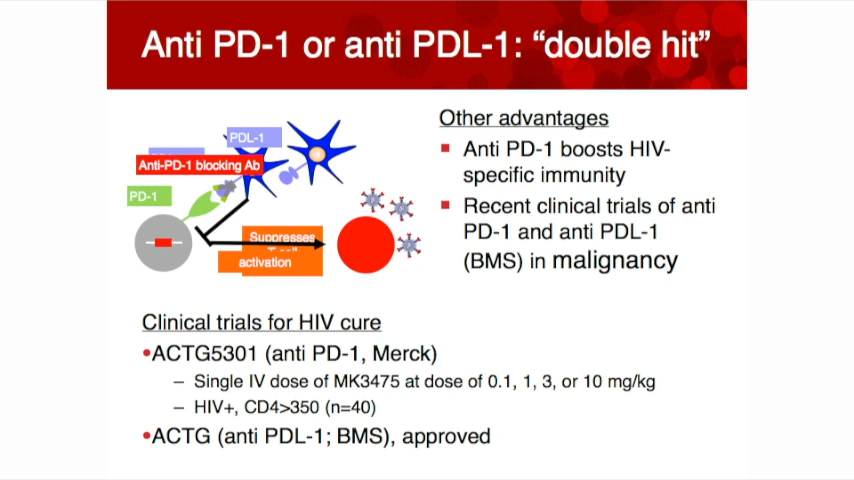 Anti PD-1 or anti PDL-1: “double hit”
PDL-1
Anti-PD-1 blocking Ab
PD-1
Suppresses
activation
Other advantages
Anti PD-1 boosts HIV-
specific immunity
Recent clinical trials of anti
PD-1 and anti PDL-1
(BMS) in malignancy
Clinical trials for HIV cure
•ACTG5301 (anti PD-1, Merck)
– Single IV dose of MK3475 at dose of 0.1, 1, 3, or 10 mg/kg
– HIV+, CD4>350 (n=40)
•ACTG (anti PDL-1; BMS), approved